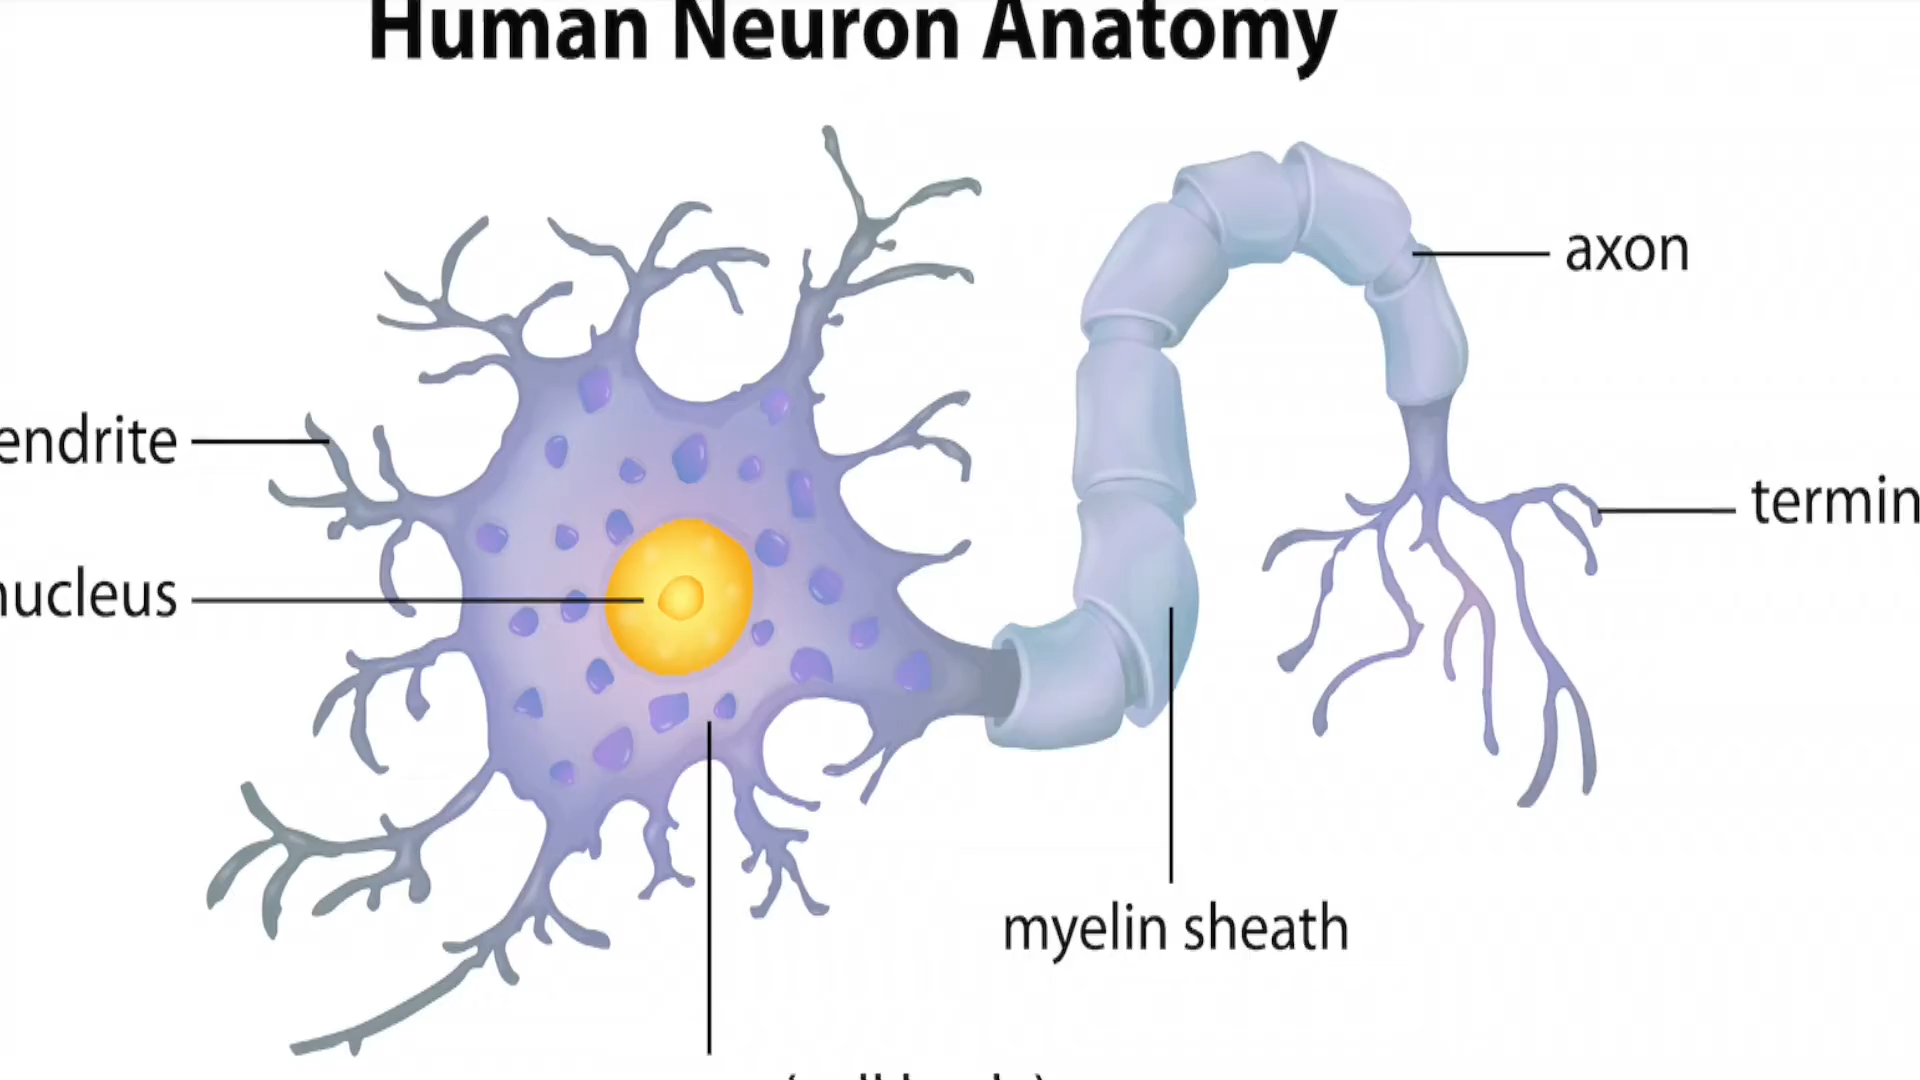 Human Neuron Anatomy
axon
endrite
termin
nucleus
myelin sheath